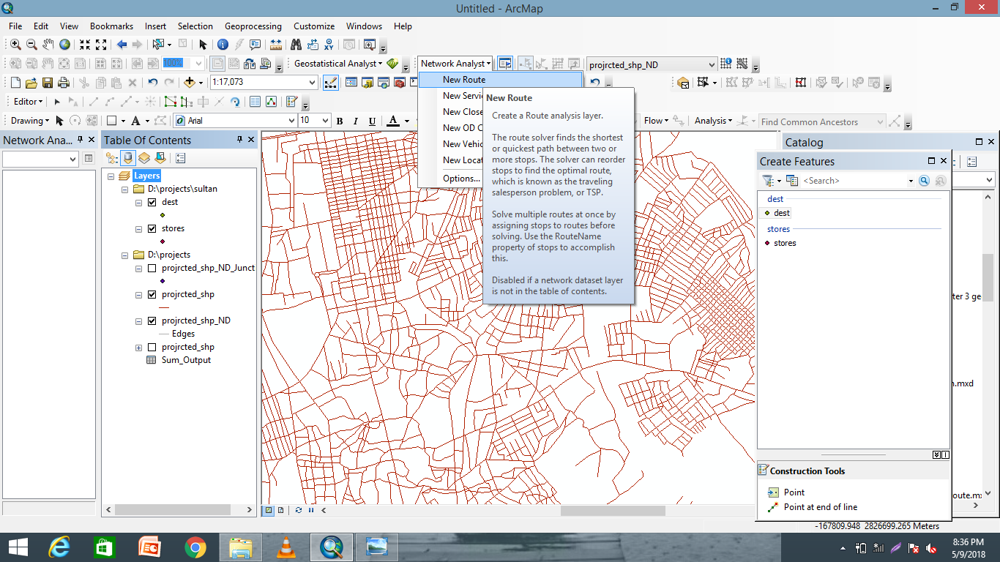 Untitled - ArcMap
File Edit View Bookmarks Insert Selection Geoprocessing Customize Windows Help
100% Geostatistical Analyst Network Analyst projrcted_shp_ND
1:17,073
New Route
Editor
New Servi
Drawing Arial 10 B I U A Flow Analysis Find Common Ancestors
New Close
New OD C
New Vehic
New Locat
Options...
New Route
Create a Route analysis layer.
The route solver finds the shortest
or quickest path between two or
more stops. The solver can reorder
stops to find the optimal route,
which is known as the traveling
salesperson problem, or TSP.
Solve multiple routes at once by
assigning stops to routes before
solving. Use the RouteName
property of stops to accomplish
this.
Disabled if a network dataset layer
is not in the table of contents.
Network Ana...
Table Of Contents
Layers
D:\projects\sultan
dest
stores
D:\projects
projrcted_shp_ND_Junct
projrcted_shp
projrcted_shp_ND
Edges
projrcted_shp
Sum_Output
Catalog
Create Features
<Search>
dest
dest
stores
stores
ter 3 ge
n.mxd
Construction Tools
Point
Point at end of line
oute.mx
-167809.948 2826699.265 Meters
8:36 PM
5/9/2018